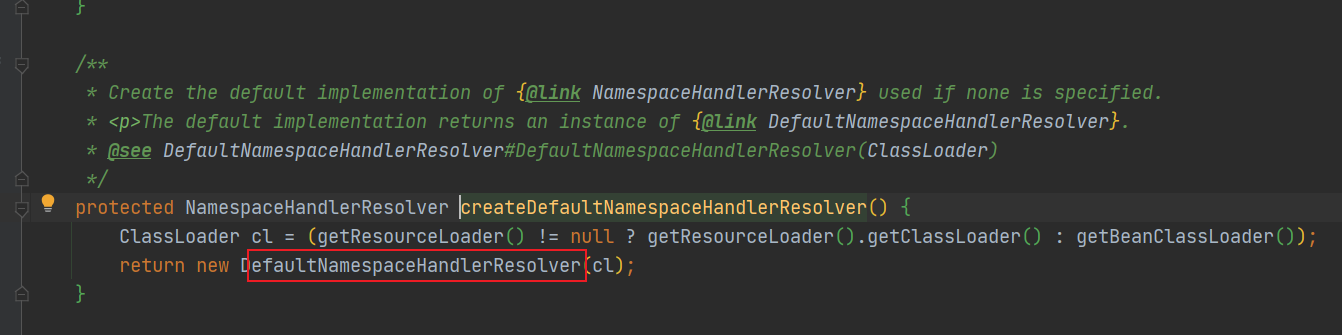 }
/**
* Create the default implementation of {@link NamespaceHandlerResolver} used if none is specified.
* <p>The default implementation returns an instance of {@link DefaultNamespaceHandlerResolver}.
* @see DefaultNamespaceHandlerResolver#DefaultNamespaceHandlerResolver(ClassLoader)
*/
protected NamespaceHandlerResolver createDefaultNamespaceHandlerResolver() {
ClassLoader cl = (getResourceLoader() != null ? getResourceLoader().getClassLoader() : getBeanClassLoader());
return new DefaultNamespaceHandlerResolver(cl);
}